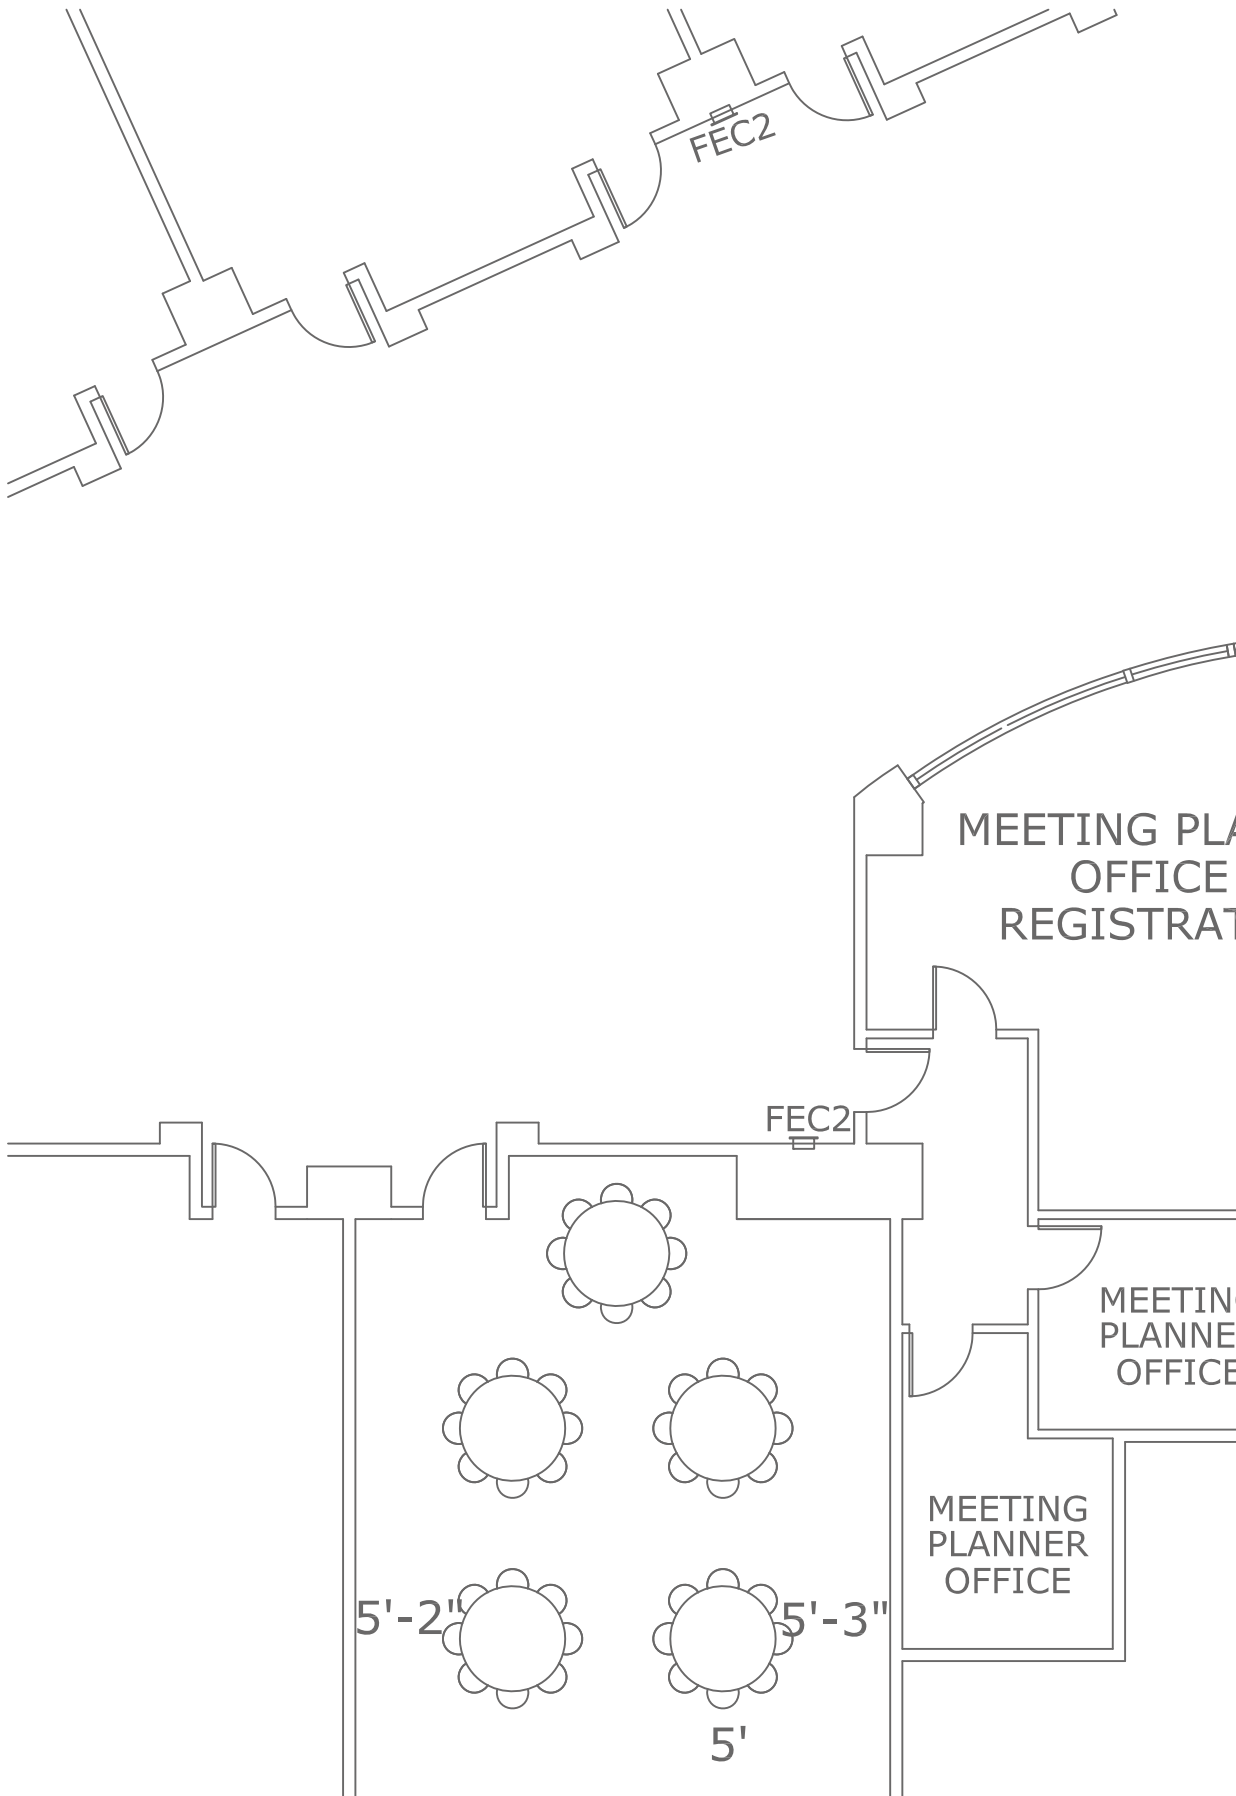 FEC2
MEETING PLA
OFFICE
REGISTRAT
FEC2
MEETING
PLANNE
OFFICE
MEETING
PLANNER
OFFICE
5'-2"
5'-3"
5'